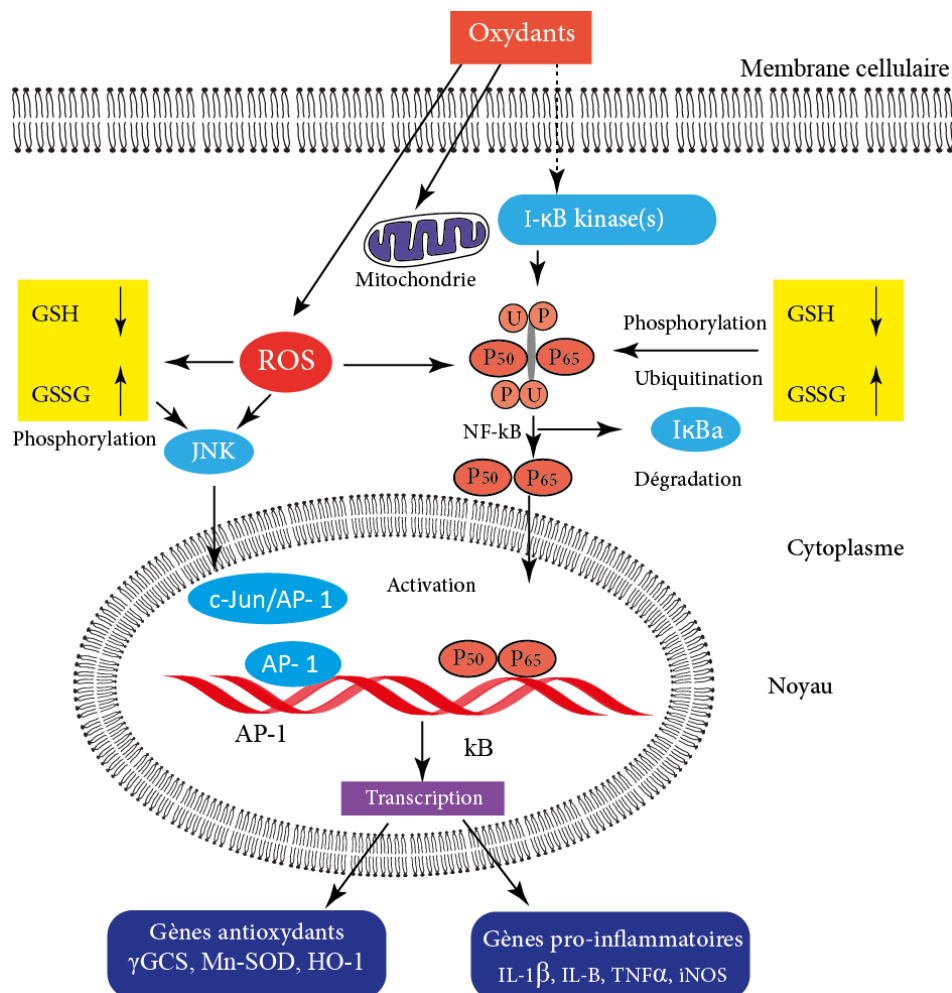 Oxydants
Membrane cellulaire
I-κB kinase(s)
Mitochondrie
GSH
GSSG
Phosphorylation
ROS
JNK
U P
P50 P65
P U
NF-kB
Phosphorylation
Ubiquitination
GSH
GSSG
IκBa
Dégradation
P50 P65
Cytoplasme
Activation
c-Jun/AP- 1
AP- 1
P50 P65
Noyau
AP-1
kB
Transcription
Gènes antioxydants
γGCS, Mn-SOD, HO-1
Gènes pro-inflammatoires
IL-1β, IL-B, TNFα, iNOS